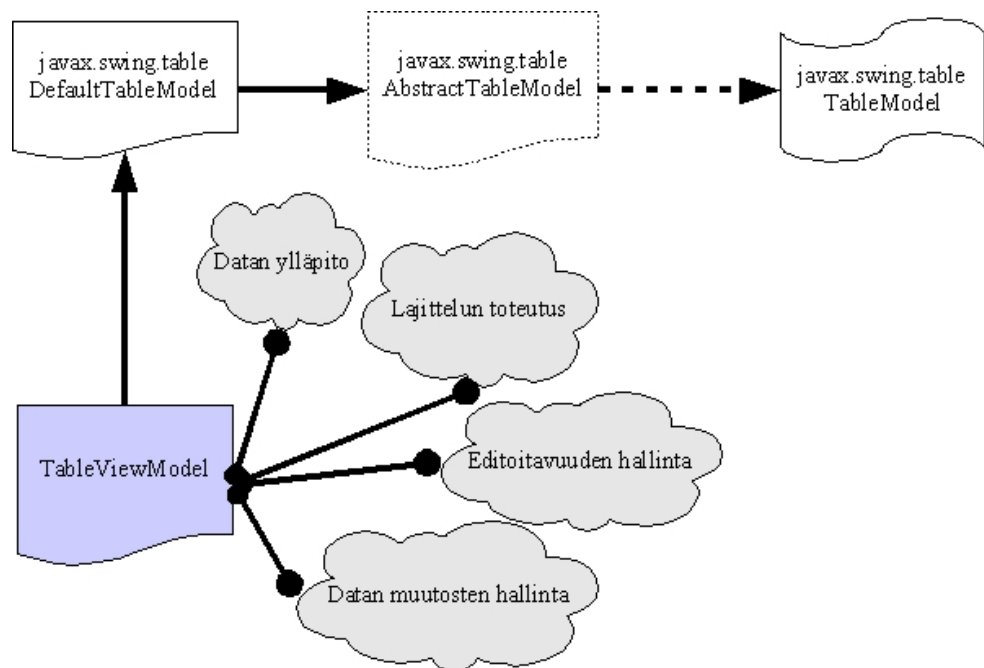 javax.swing.table
DefaultTableModel
javax.swing.table
AbstractTableModel
javax.swing.table
TableModel
Datan ylläpito
Lajittelun toteutus
TableViewModel
Editoitavuuden hallinta
Datan muutosten hallinta